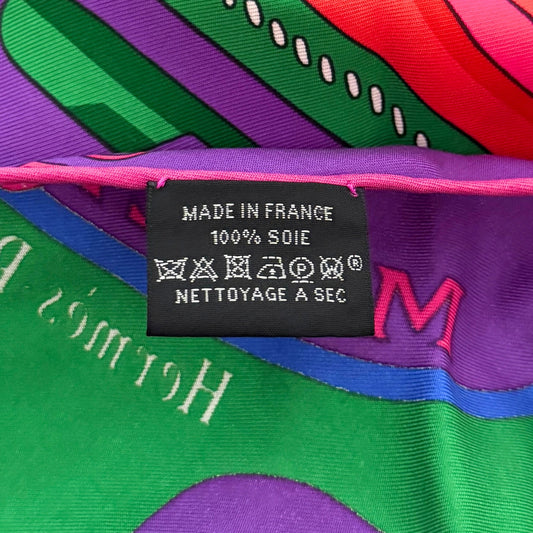 MADE IN FRANCE
100% SOIE
®
NETTOYAGE A SEC
M
Hermès